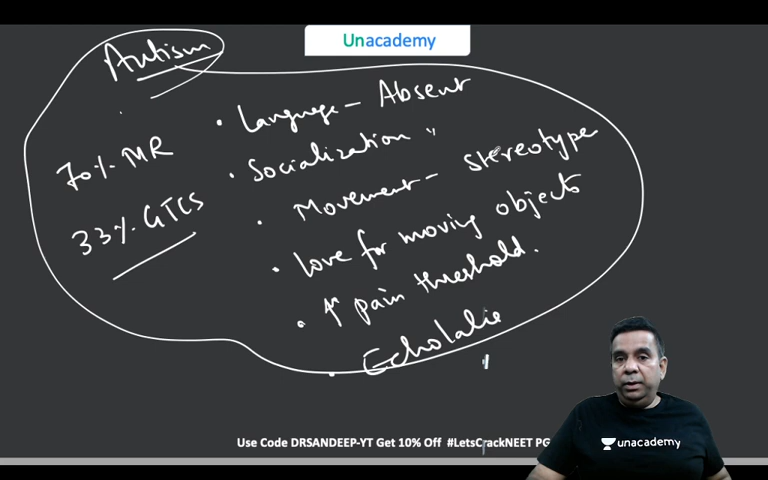 Unacademy
Autism
70% MR
33% GTCS
• Language – Absent
• Socialization "
• Movement – stereotype
• love for moving objects
• ↑ pain threshold.
• Echolalie
Use Code DRSANDEEP-YT Get 10% Off #LetsCrackNEET PG
unacademy